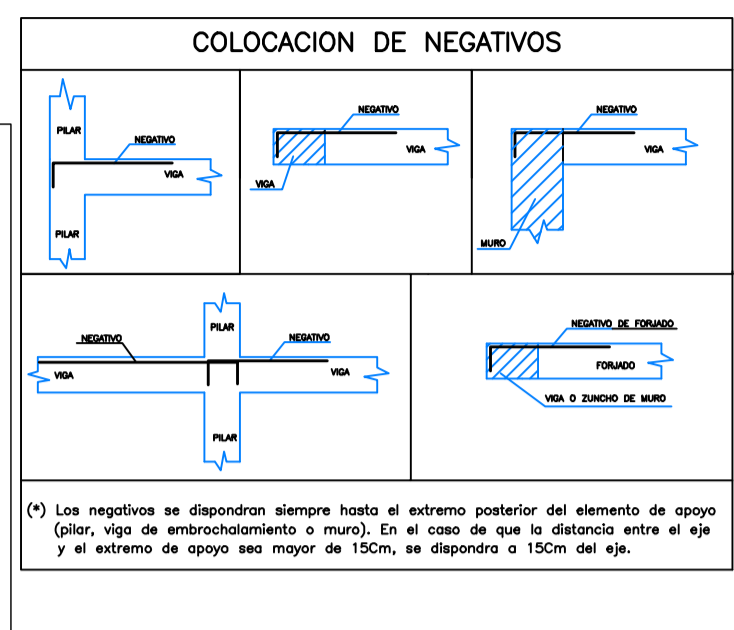 COLOCACION DE NEGATIVOS
PILAR
NEGATIVO
VIGA
PILAR
NEGATIVO
VIGA
VIGA
NEGATIVO
VIGA
MURO
NEGATIVO
PILAR
NEGATIVO
VIGA
VIGA
PILAR
NEGATIVO DE FORJADO
FORJADO
VIGA O ZUNCHO DE MURO
(*) Los negativos se dispondran siempre hasta el extremo posterior del elemento de apoyo
(pilar, viga de embrochalamiento o muro). En el caso de que la distancia entre el eje
y el extremo de apoyo sea mayor de 15Cm, se dispondra a 15Cm del eje.